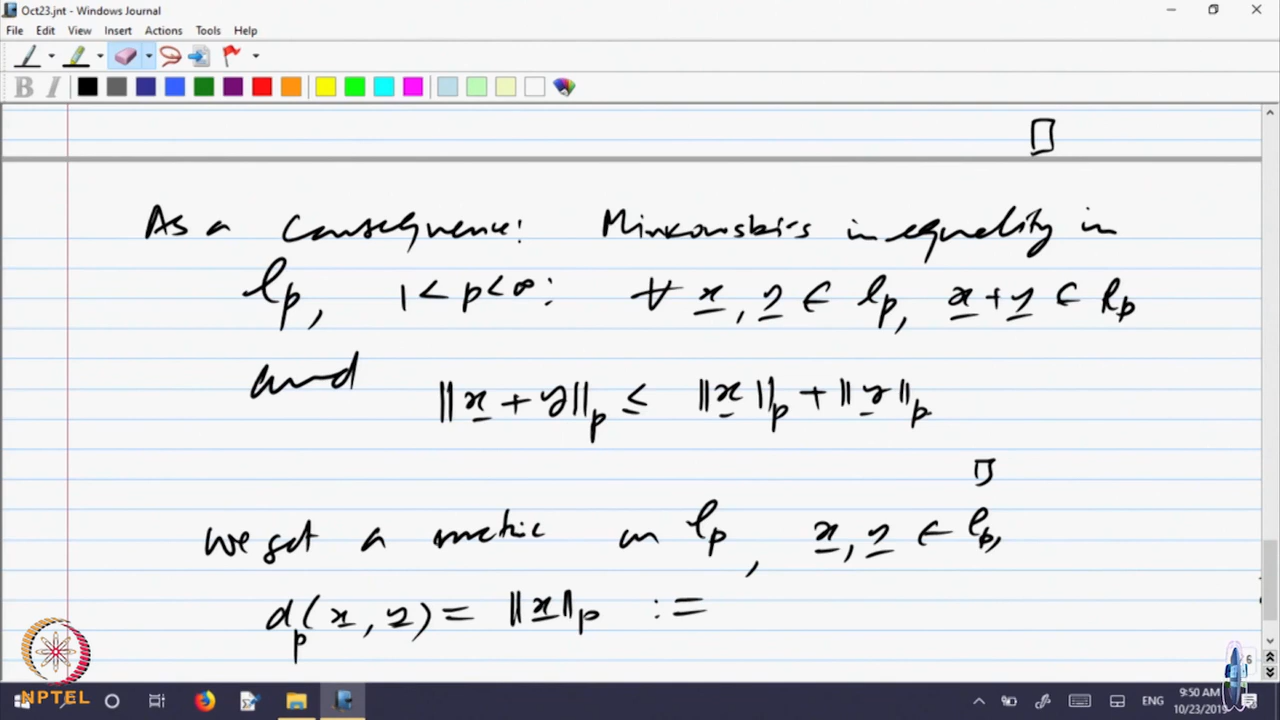 Oct23.jnt - Windows Journal
File Edit View Insert Actions Tools Help
B I
As a consequence: Minkowski's inequality in
lp, 1 < p < ∞ : ∀ x, y ∈ lp, x + y ∈ lp
and ‖x + y‖p ≤ ‖x‖p + ‖y‖p
We get a metric on lp, x, y ∈ lp,
dp(x, y) = ‖x‖p :=
6
NPTEL
ENG
9:50 AM
10/23/2019